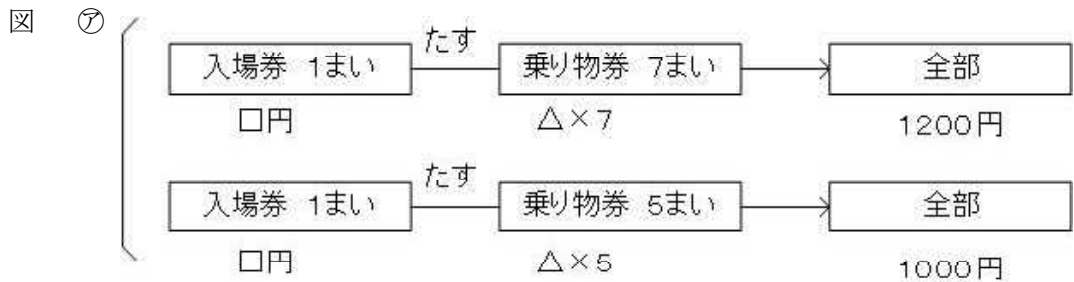 図 ㋐
たす
入場券 1まい 乗り物券 7まい 全部
□円 △×7 1200円
たす
入場券 1まい 乗り物券 5まい 全部
□円 △×5 1000円